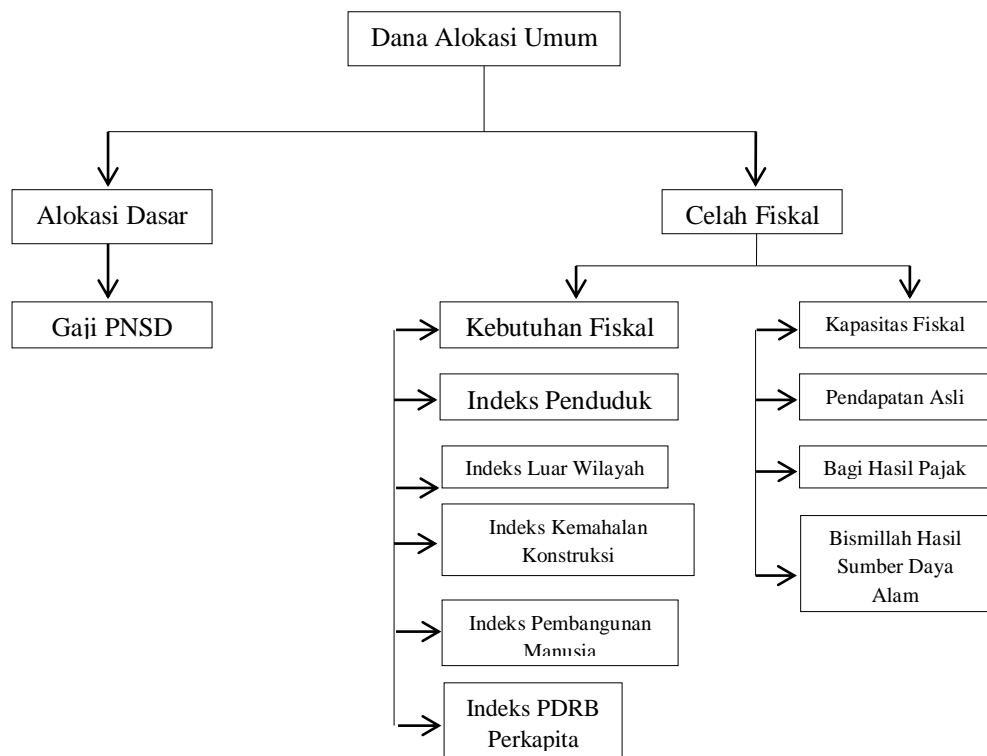 Dana Alokasi Umum
Alokasi Dasar
Celah Fiskal
Gaji PNSD
Kebutuhan Fiskal
Kapasitas Fiskal
Indeks Penduduk
Pendapatan Asli
Indeks Luar Wilayah
Bagi Hasil Pajak
Indeks Kemahalan
Konstruksi
Bismillah Hasil
Sumber Daya
Alam
Indeks Pembangunan
Manusia
Indeks PDRB
Perkapita